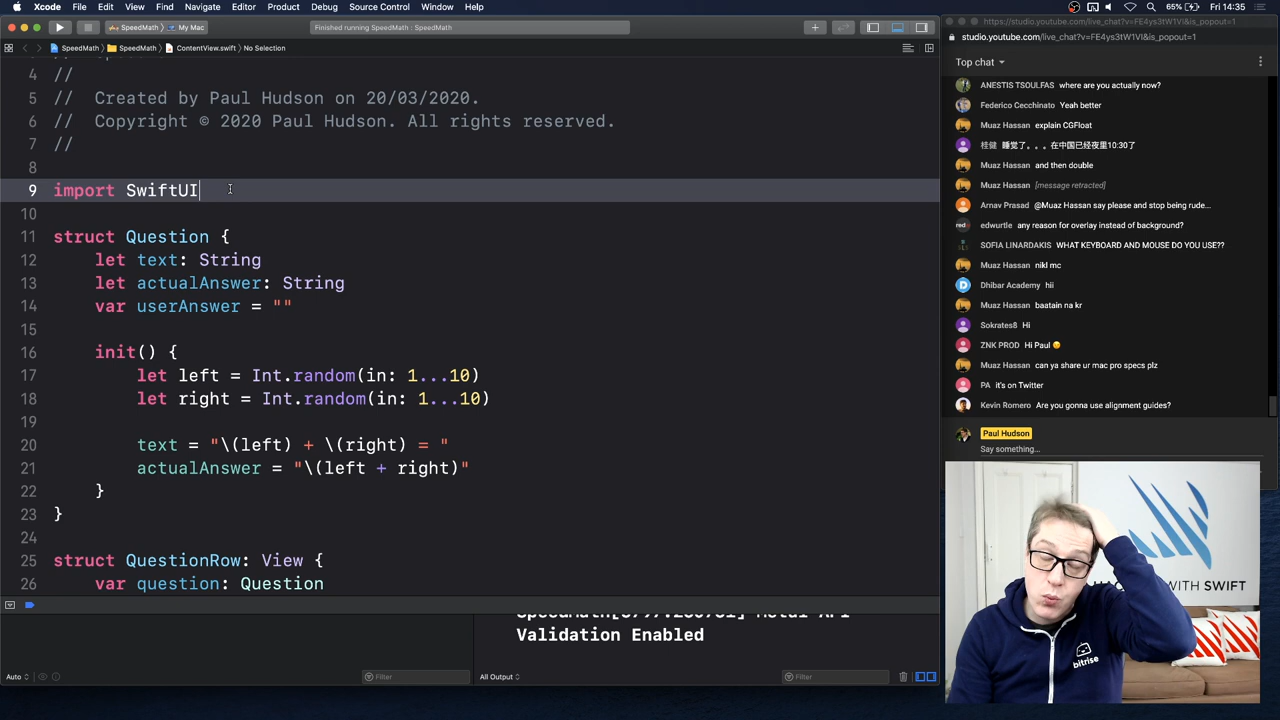 Xcode File Edit View Find Navigate Editor Product Debug Source Control Window Help
65% Fri 14:35
SpeedMath My Mac
Finished running SpeedMath : SpeedMath
SpeedMath SpeedMath ContentView.swift No Selection
4 //
5 // Created by Paul Hudson on 20/03/2020.
6 // Copyright © 2020 Paul Hudson. All rights reserved.
7 //
8
9 import SwiftUI
10
11 struct Question {
12 let text: String
13 let actualAnswer: String
14 var userAnswer = ""
15
16 init() {
17 let left = Int.random(in: 1...10)
18 let right = Int.random(in: 1...10)
19
20 text = "\(left) + \(right) = "
21 actualAnswer = "\(left + right)"
22 }
23 }
24
25 struct QuestionRow: View {
26 var question: Question
Validation Enabled
Auto
Filter
All Output
Filter
https://studio.youtube.com/live_chat?v=FE4ys3tW1VI&is_popout=1
studio.youtube.com/live_chat?v=FE4ys3tW1VI&is_popout=1
Top chat
ANESTIS TSOULFAS where are you actually now?
Federico Cecchinato Yeah better
Muaz Hassan explain CGFloat
桂健 睡觉了。。。在中国已经夜里10:30了
Muaz Hassan and then double
Muaz Hassan [message retracted]
Arnav Prasad @Muaz Hassan say please and stop being rude...
edwurtle any reason for overlay instead of background?
SOFIA LINARDAKIS WHAT KEYBOARD AND MOUSE DO YOU USE??
Muaz Hassan nikl mc
Dhibar Academy hii
Muaz Hassan baatain na kr
Sokrates8 Hi
ZNK PROD Hi Paul
Muaz Hassan can ya share ur mac pro specs plz
PA it's on Twitter
Kevin Romero Are you gonna use alignment guides?
Paul Hudson
Say something...
WITH SWIFT
bitrise